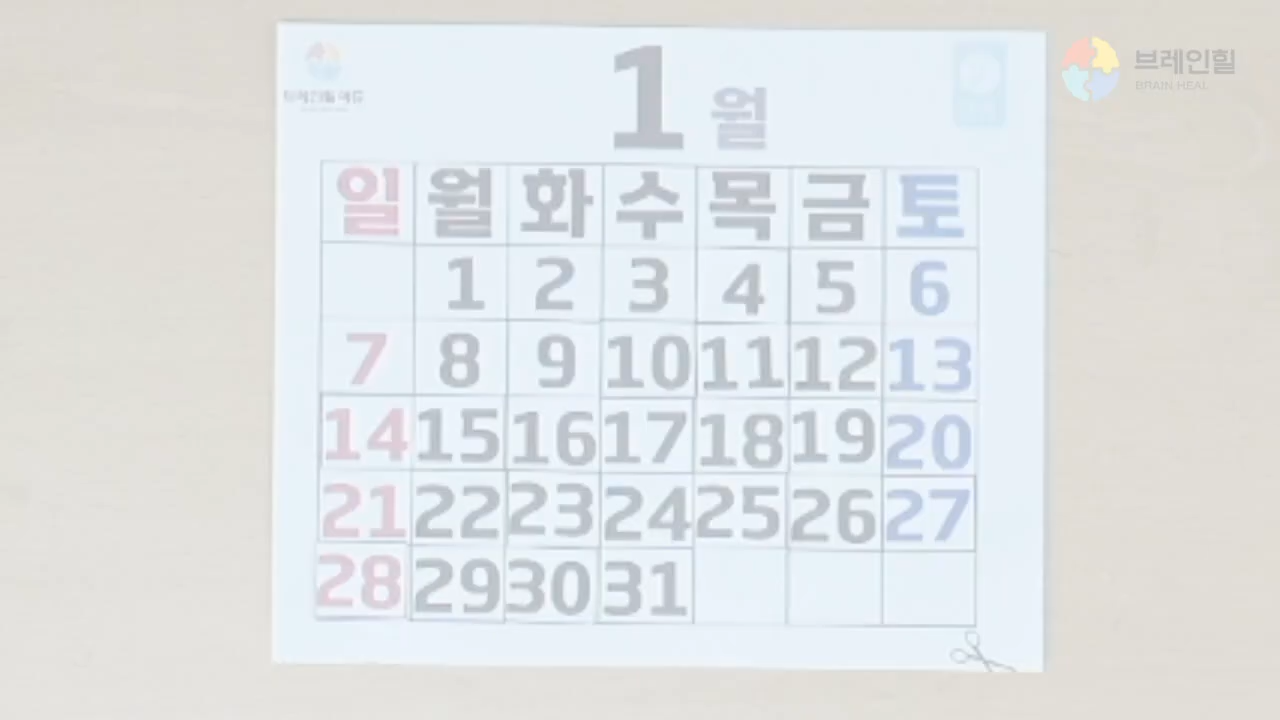 브레인힐
BRAIN HEAL
1월
일 월 화 수 목 금 토
1 2 3 4 5 6
7 8 9 10 11 12 13
14 15 16 17 18 19 20
21 22 23 24 25 26 27
28 29 30 31